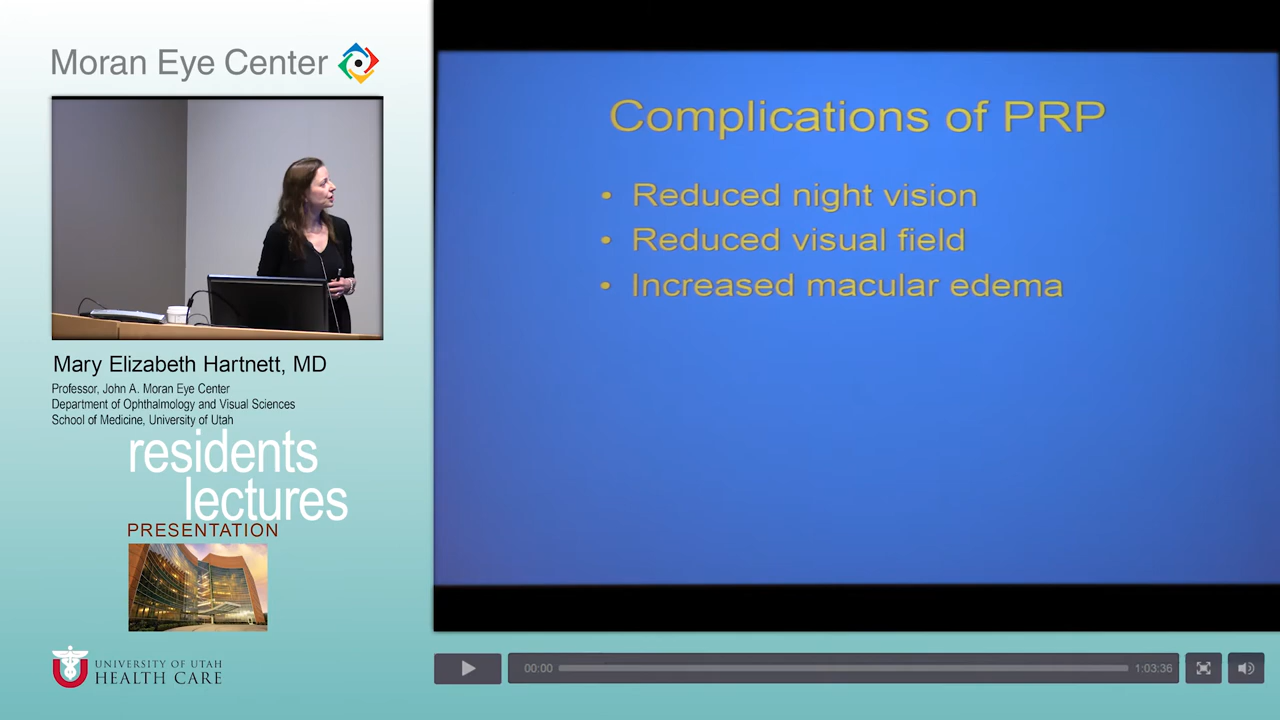 Moran Eye Center
Mary Elizabeth Hartnett, MD
Professor, John A. Moran Eye Center
Department of Ophthalmology and Visual Sciences
School of Medicine, University of Utah
residents
lectures
PRESENTATION
UNIVERSITY OF UTAH
HEALTH CARE
Complications of PRP
• Reduced night vision
• Reduced visual field
• Increased macular edema
00:00
1:03:36